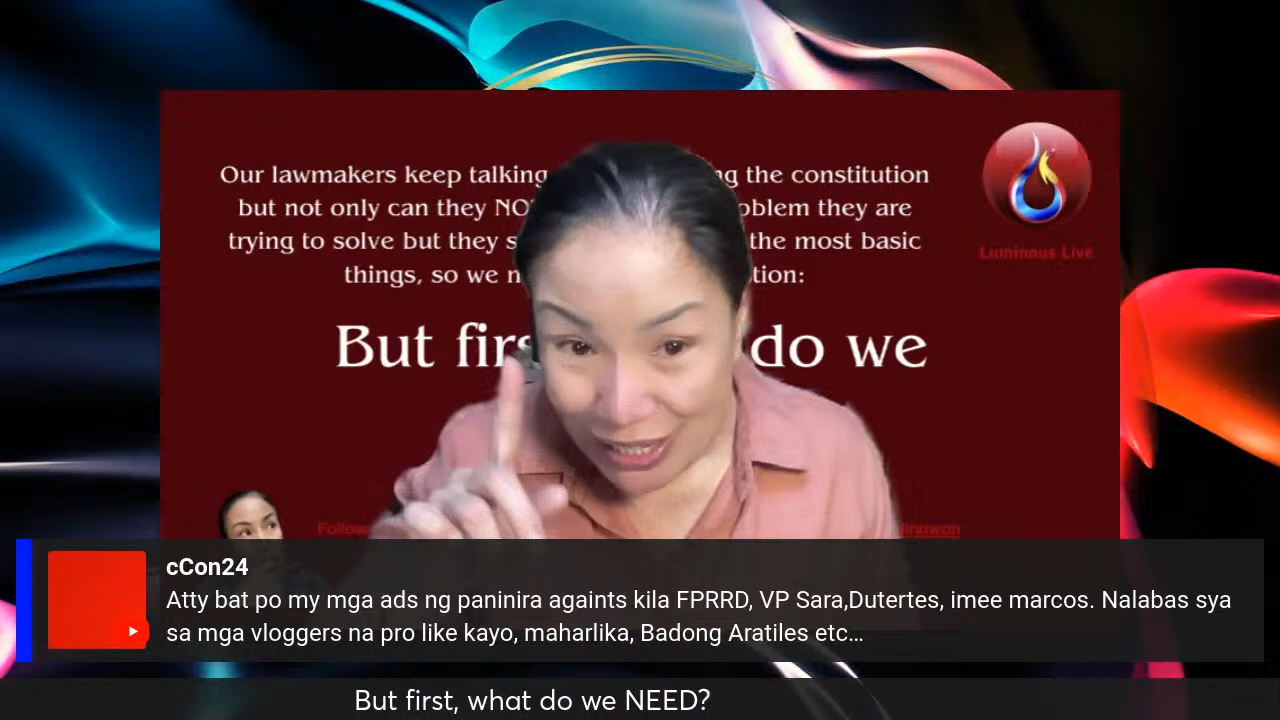 Our lawmakers keep talking ng the constitution
but not only can they oblem they are
trying to solve but they the most basic
things, so we
But do we
Luminous Live
Follow
cCon24
Atty bat po my mga ads ng paninira againts kila FPRRD, VP Sara,Dutertes, imee marcos. Nalabas sya
sa mga vloggers na pro like kayo, maharlika, Badong Aratiles etc…
But first, what do we NEED?